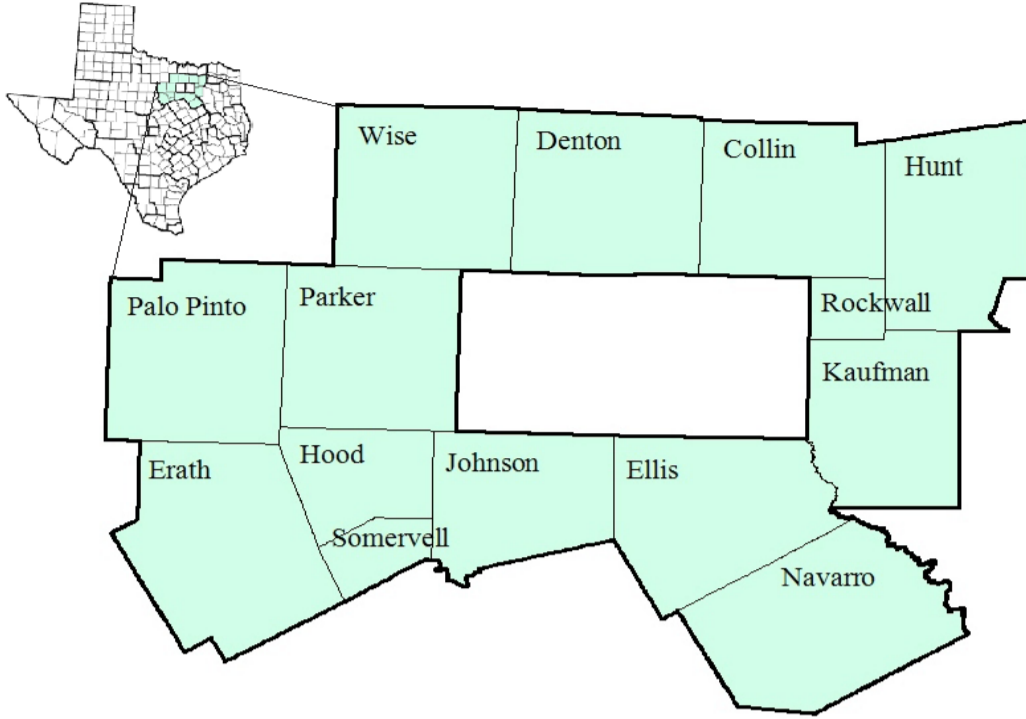 Wise
Denton
Collin
Hunt
Palo Pinto
Parker
Rockwall
Kaufman
Erath
Hood
Johnson
Ellis
Somervell
Navarro